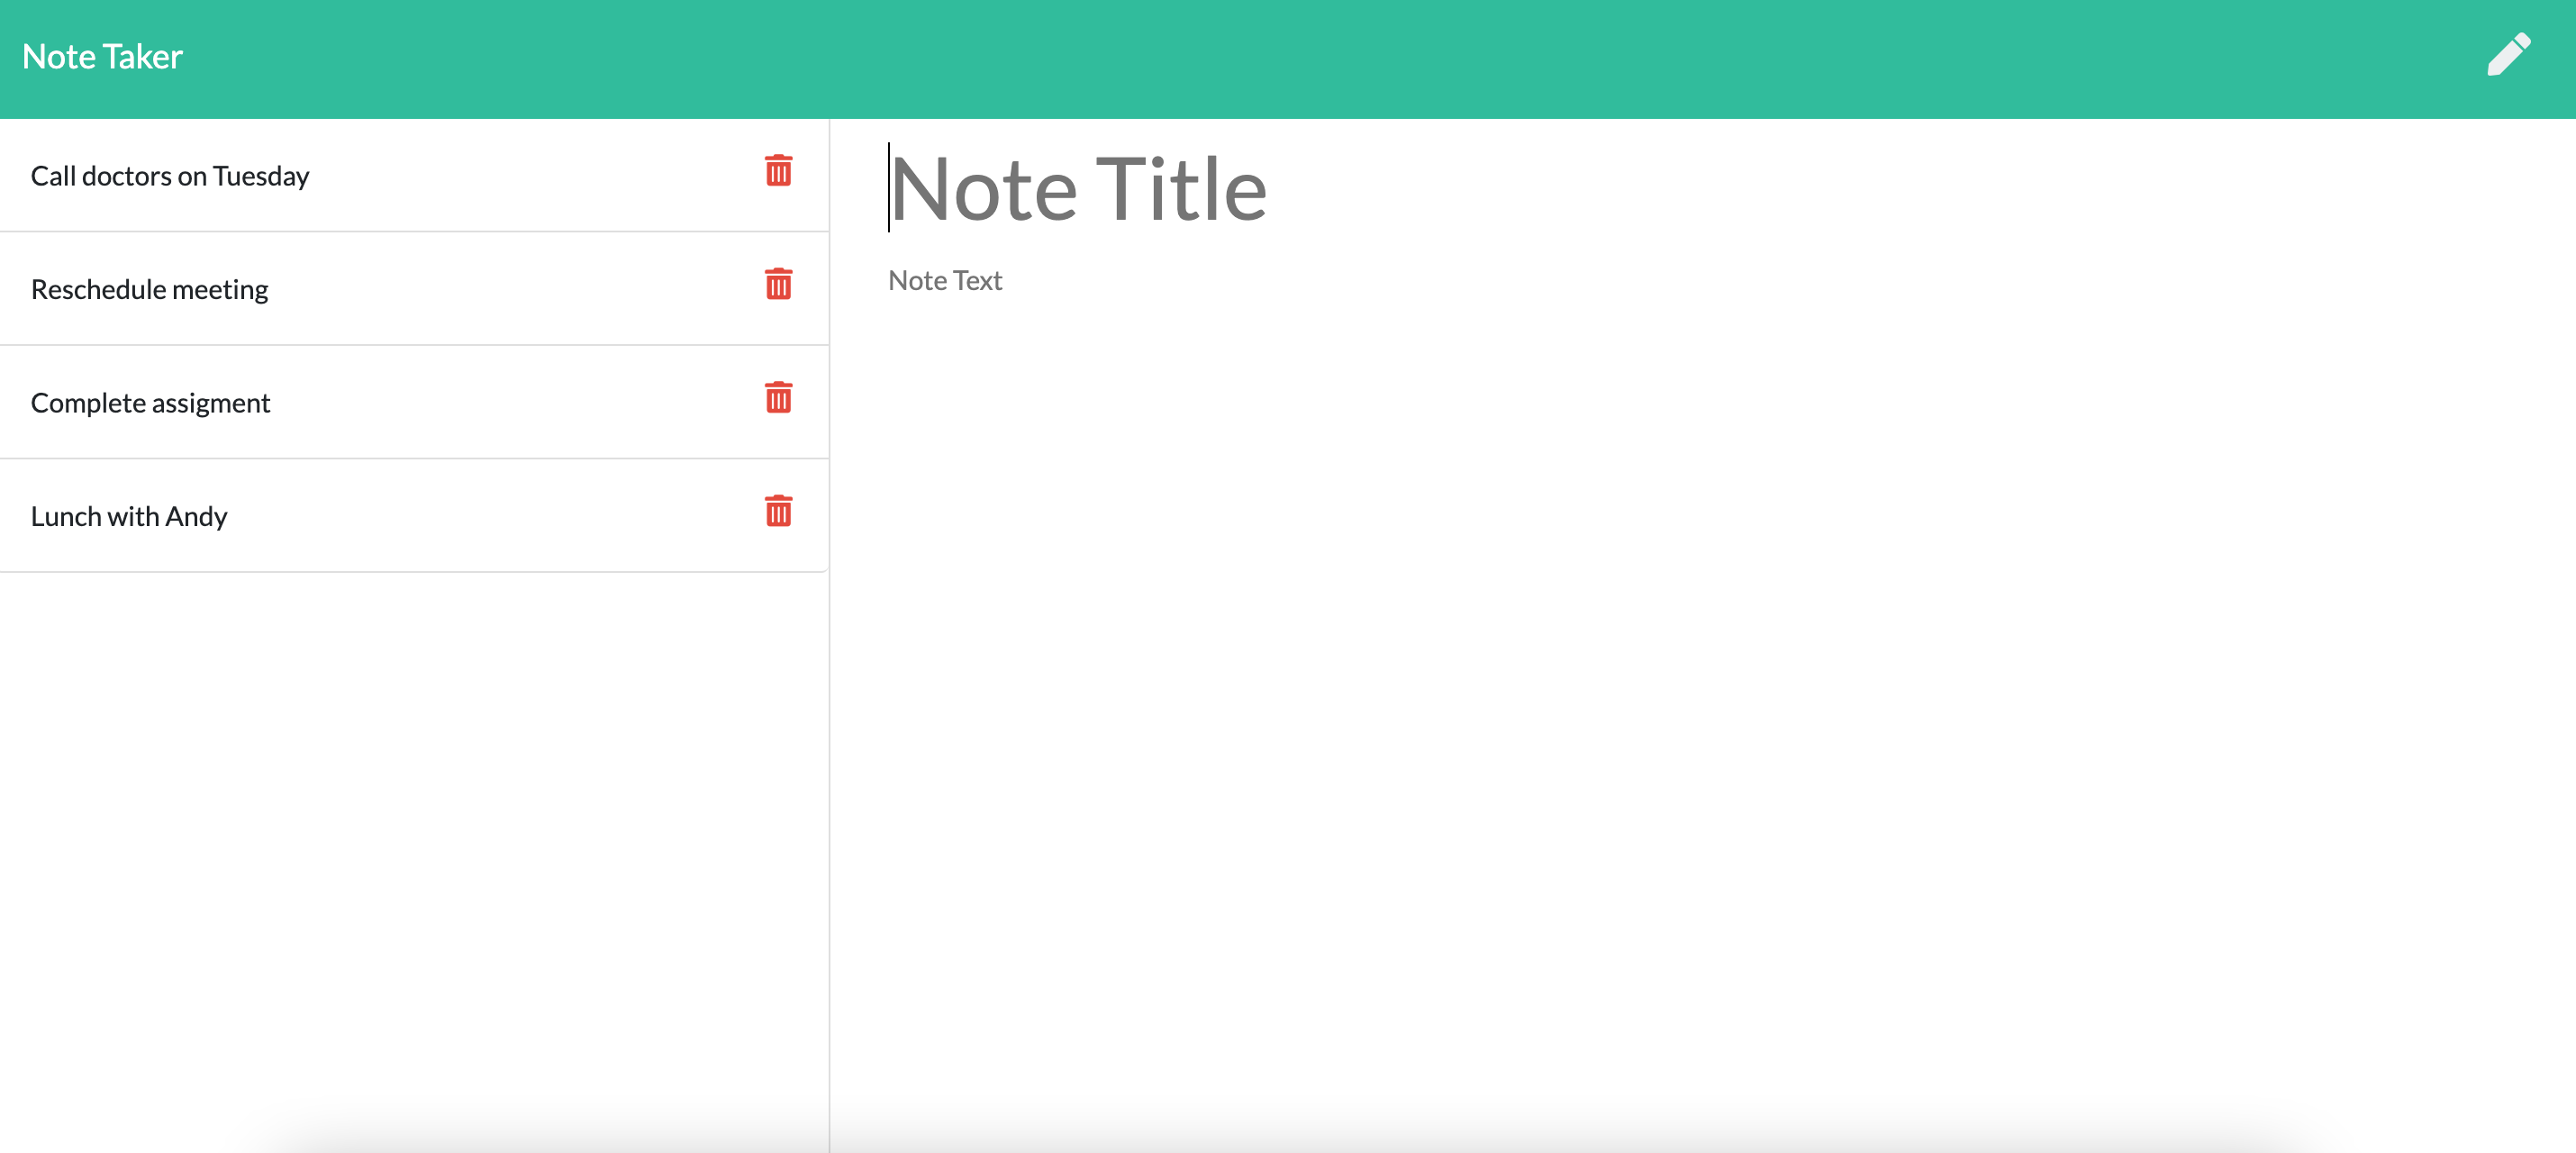 Note Taker
Call doctors on Tuesday
Reschedule meeting
Complete assigment
Lunch with Andy
Note Title
Note Text